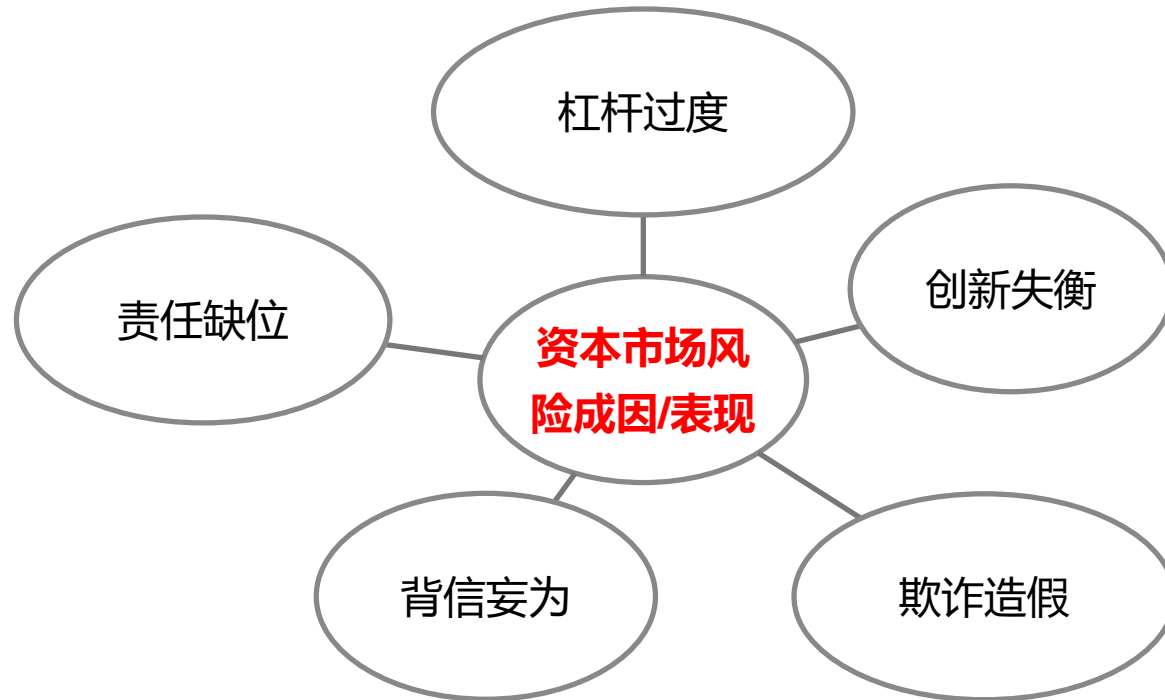 杠杆过度
创新失衡
责任缺位
资本市场风
险成因/表现
背信妄为
欺诈造假